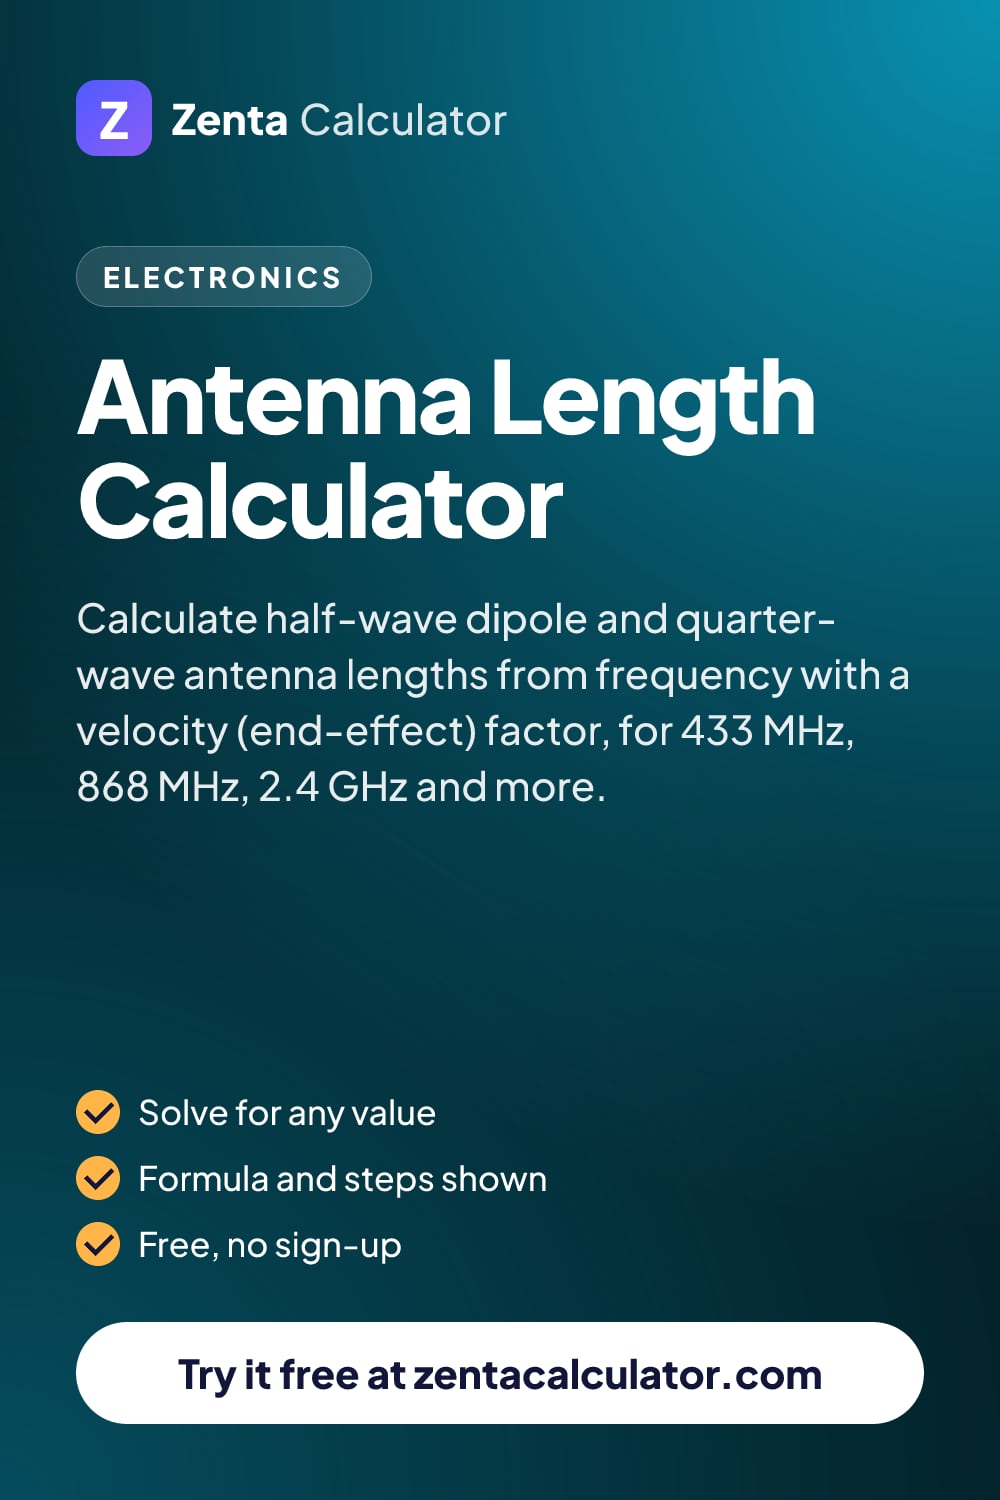 Z
Zenta Calculator
ELECTRONICS
Antenna Length
Calculator
Calculate half-wave dipole and quarter-
wave antenna lengths from frequency with a
velocity (end-effect) factor, for 433 MHz,
868 MHz, 2.4 GHz and more.
Solve for any value
Formula and steps shown
Free, no sign-up
Try it free at zentacalculator.com